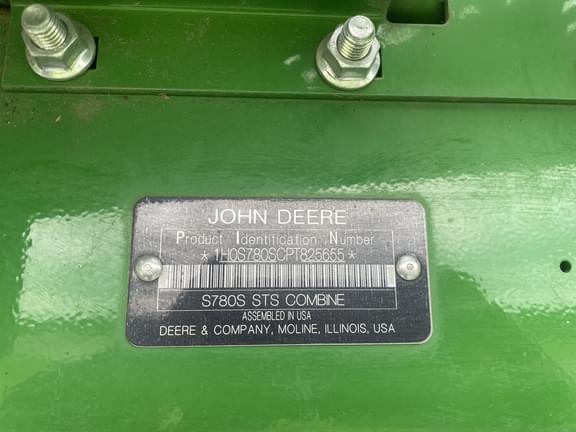 JOHN DEERE
Product Identification Number
*1H0S780SCPT825655*
S780S STS COMBINE
ASSEMBLED IN USA
DEERE & COMPANY, MOLINE, ILLINOIS, USA